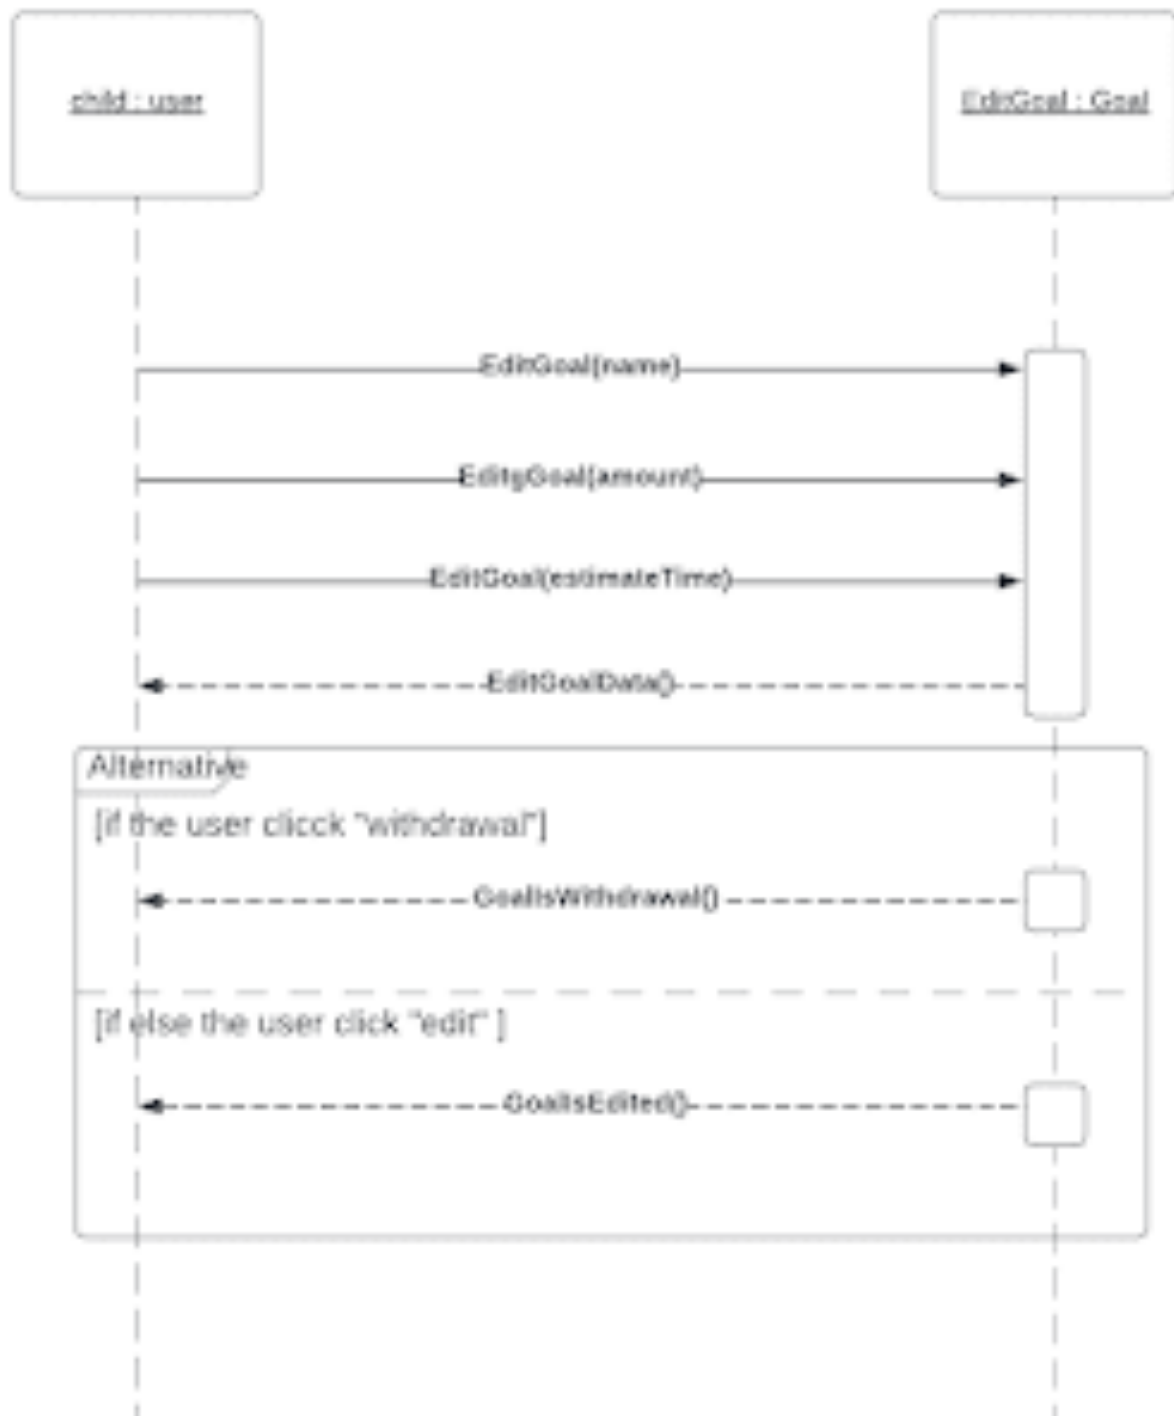 child : user
EditGoal : Goal
EditGoal(name)
EditgGoal(amount)
EditGoal(estimateTime)
EditGoalData()
Alternative
[if the user clicck "withdrawal"]
GoalIsWithdrawal()
[if else the user click "edit" ]
GoalIsEdited()